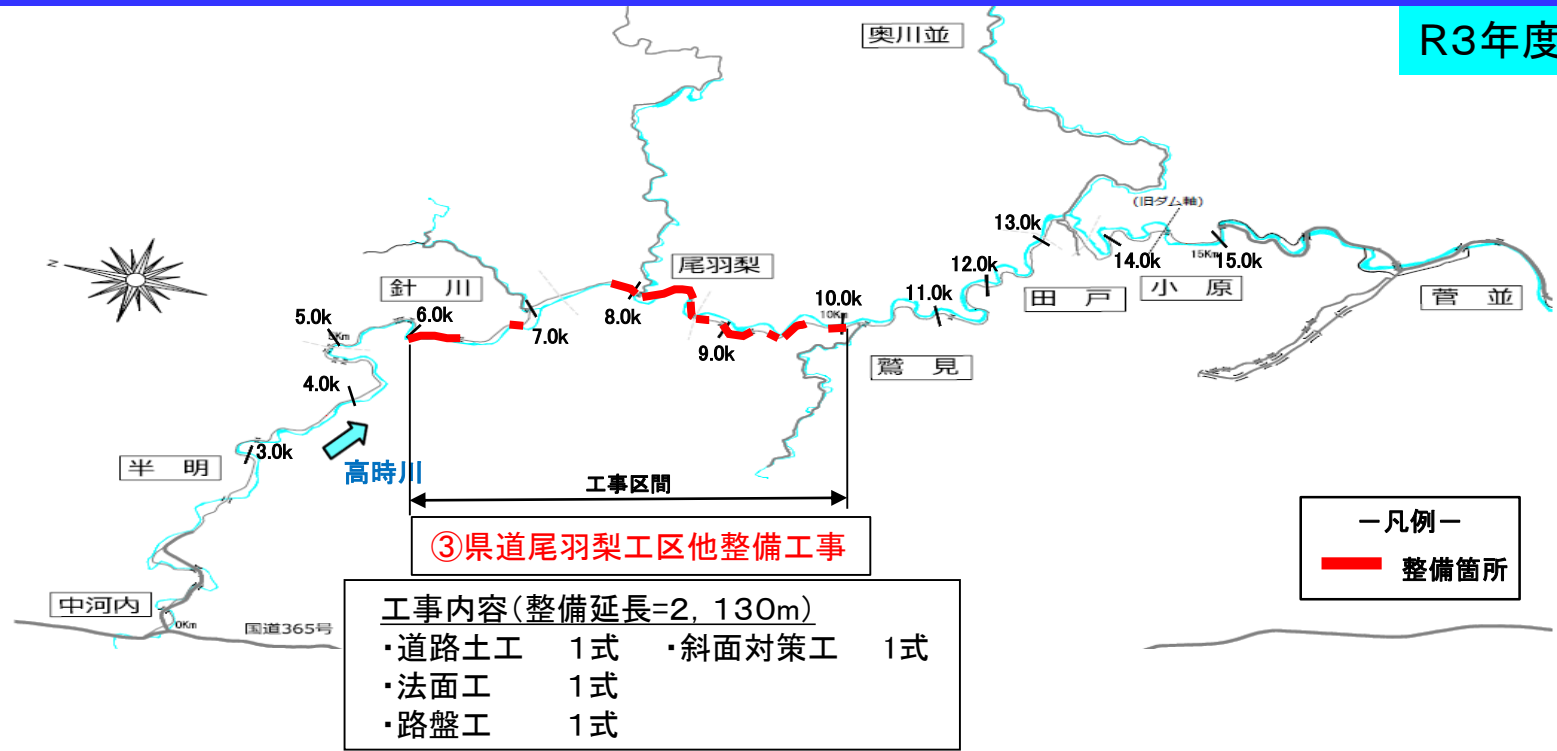 R3年度
奥川並
(旧ダム軸)
13.0k
14.0k
15Km
15.0k
尾羽梨
12.0k
田 戸
小 原
菅 並
N
針 川
5.0k
5Km
6.0k
7.0k
8.0k
9.0k
10.0k
10Km
11.0k
鷲 見
4.0k
3.0k
半 明
高時川
工事区間
③県道尾羽梨工区他整備工事
-凡例-
整備箇所
中河内
0Km
国道365号
工事内容(整備延長=2,130m)
・道路土工 1式 ・斜面対策工 1式
・法面工 1式
・路盤工 1式